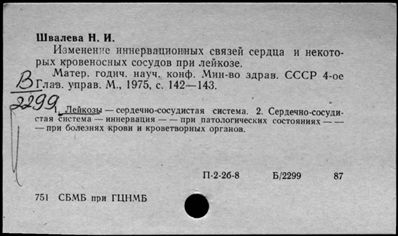 Швалева Н. И.
Изменение иннервационных связей сердца и некото-
рых кровеносных сосудов при лейкозе.
Матер. годич. науч. конф. Мин-во здрав. СССР 4-ое
Глав. управ. М., 1975, с. 142—143.
В
2299
1. Лейкозы — сердечно-сосудистая система. 2. Сердечно-сосуди-
стая система — иннервация — — при патологических состояниях — —
— при болезнях крови и кроветворных органов.
П-2-26-8 Б/2299 87
751 СБМБ при ГЦНМБ